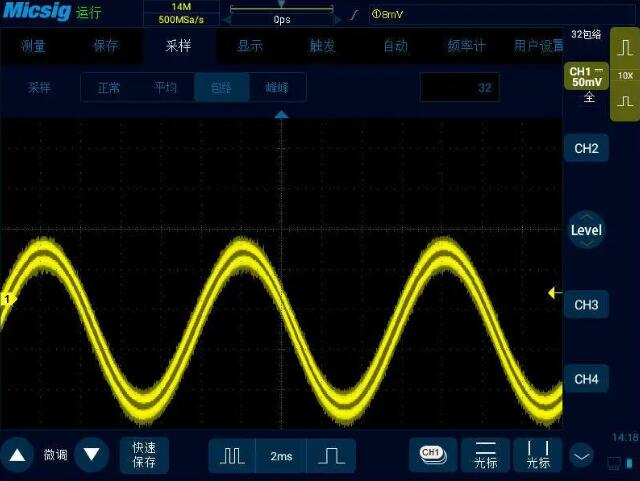 Micsig 运行
14M
500MSa/s
0ps
①8mV
测量 保存 采样 显示 触发 自动 频率计 用户设置
32包络
采样 正常 平均 包络 峰峰 32
CH1
50mV
全
10X
CH2
Level
1
CH3
CH4
14:18
微调
快速
保存
2ms
CH1
光标
光标